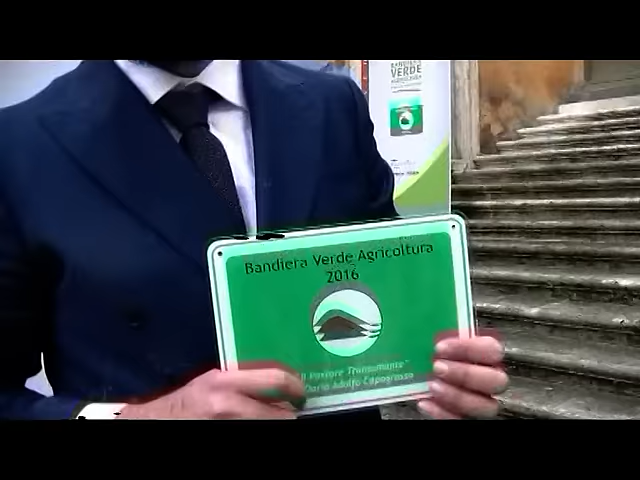 BANDIERA
VERDE
Bandiera Verde Agricoltura
2016
Il Pastore Transumante"
Dario Adolfo Capogrosso